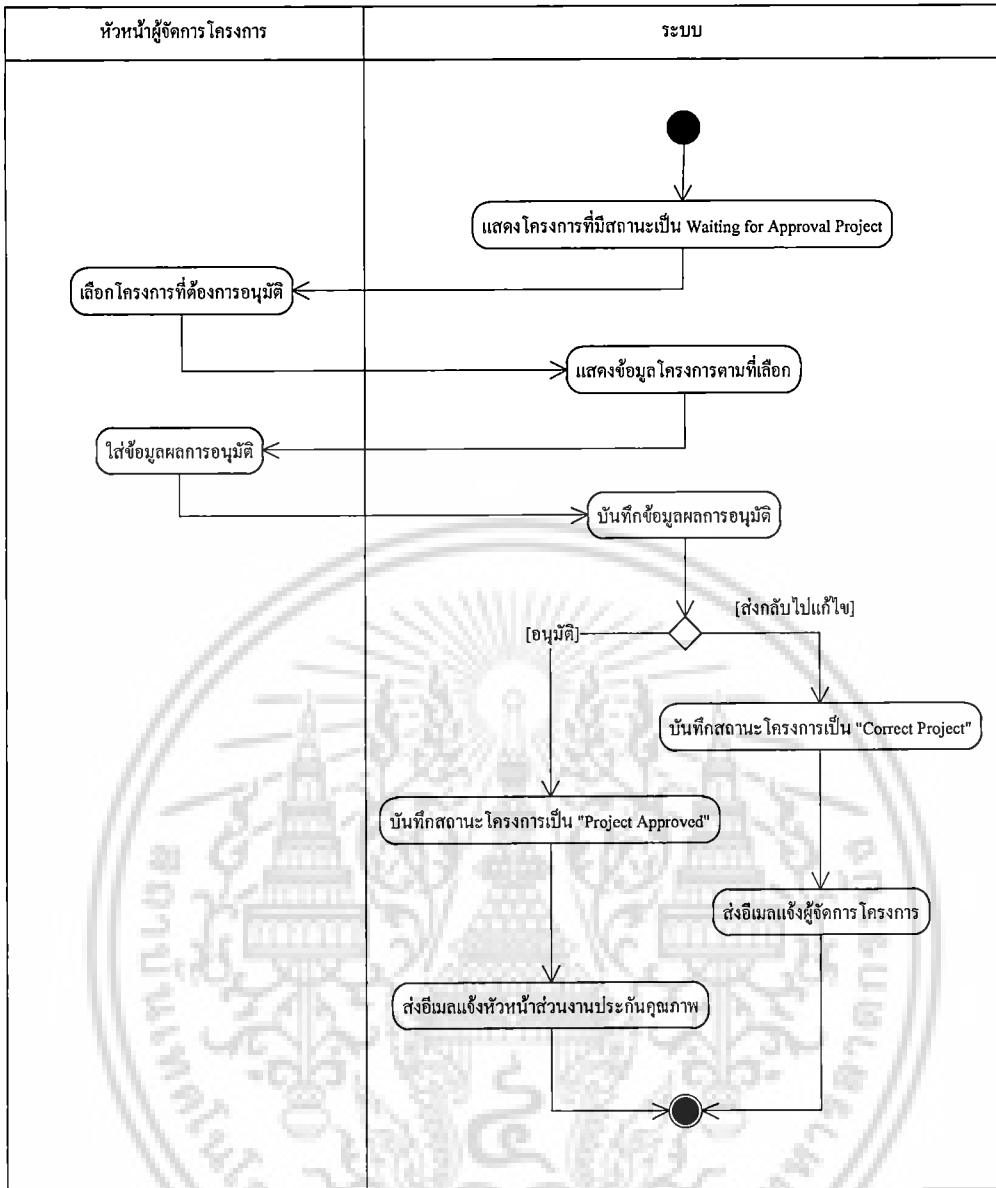 หัวหน้าผู้จัดการโครงการ
ระบบ
แสดงโครงการที่มีสถานะเป็น Waiting for Approval Project
เลือกโครงการที่ต้องการอนุมัติ
แสดงข้อมูลโครงการตามที่เลือก
ใส่ข้อมูลผลการอนุมัติ
บันทึกข้อมูลผลการอนุมัติ
[ส่งกลับไปแก้ไข]
[อนุมัติ]
บันทึกสถานะโครงการเป็น "Correct Project"
บันทึกสถานะโครงการเป็น "Project Approved"
ส่งอีเมลแจ้งผู้จัดการโครงการ
ส่งอีเมลแจ้งหัวหน้าส่วนงานประกันคุณภาพ